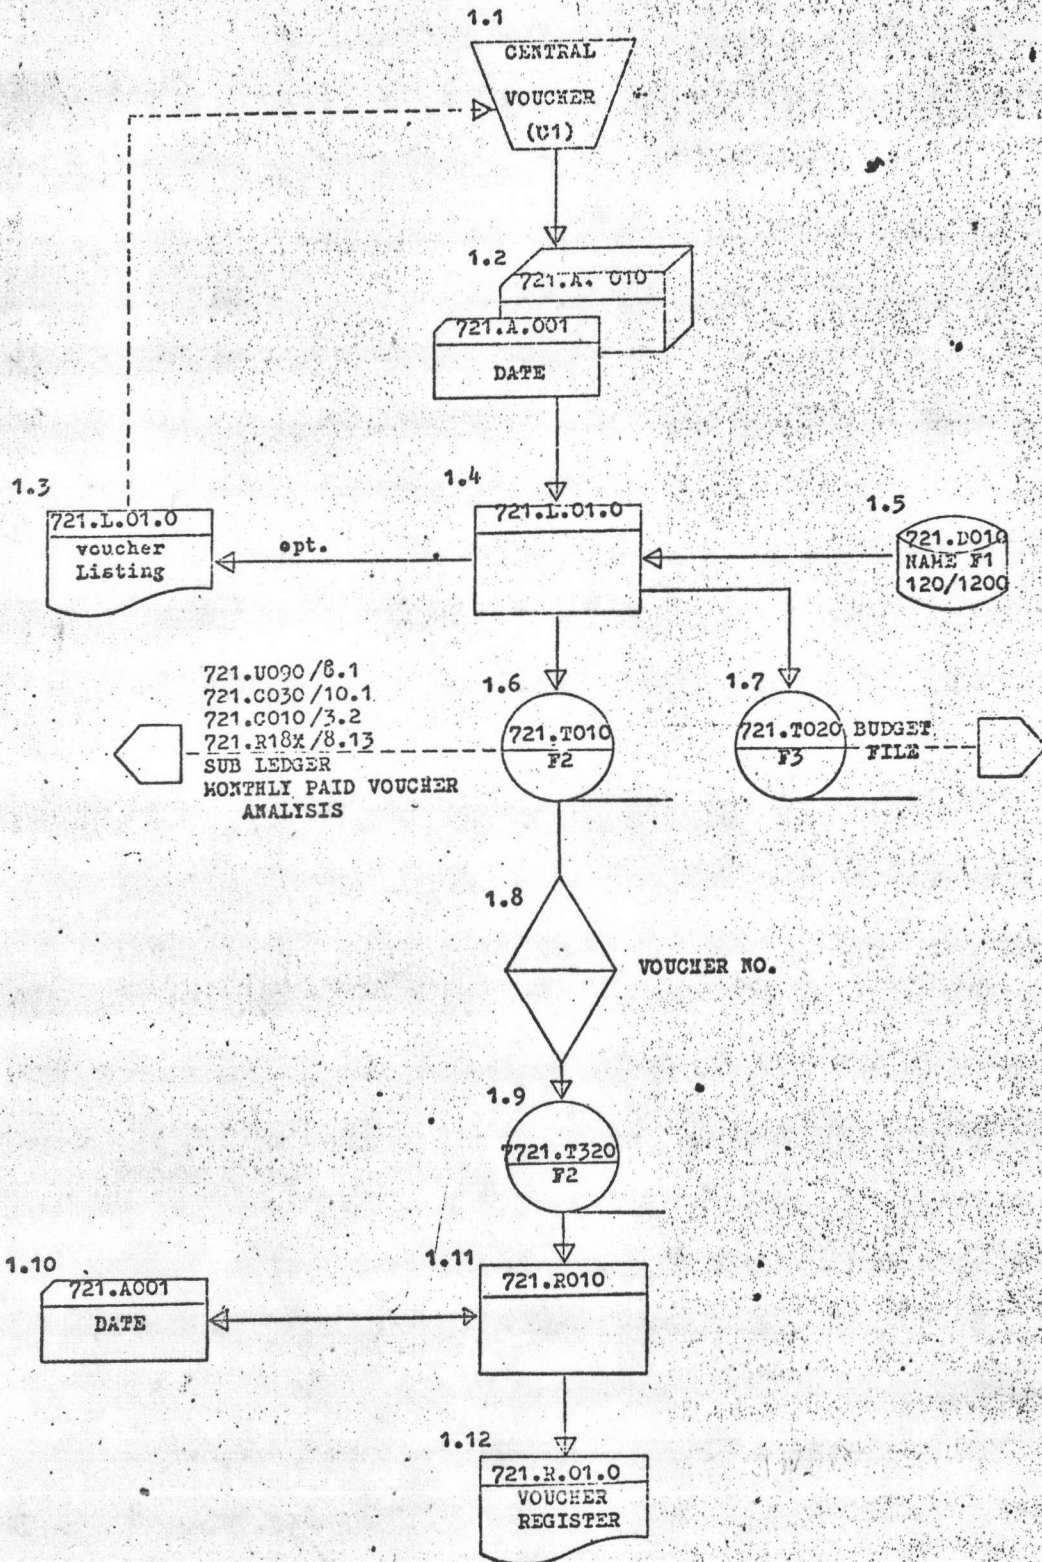 1.1
CENTRAL
VOUCHER
(U1)
1.2
721.A. 010
721.A.001
DATE
1.3
721.L.01.0
voucher
Listing
opt.
1.4
721.L.01.0
1.5
721.D010
NAME F1
120/1200
721.U090/8.1
721.C030/10.1
721.C010/3.2
721.R18X/8.13
SUB LEDGER
MONTHLY PAID VOUCHER
ANALYSIS
1.6
721.T010
F2
1.7
721.T020
F3
BUDGET
FILE
1.8
VOUCHER NO.
1.9
7721.T320
F2
1.10
721.A001
DATE
1.11
721.R010
1.12
721.R.01.0
VOUCHER
REGISTER